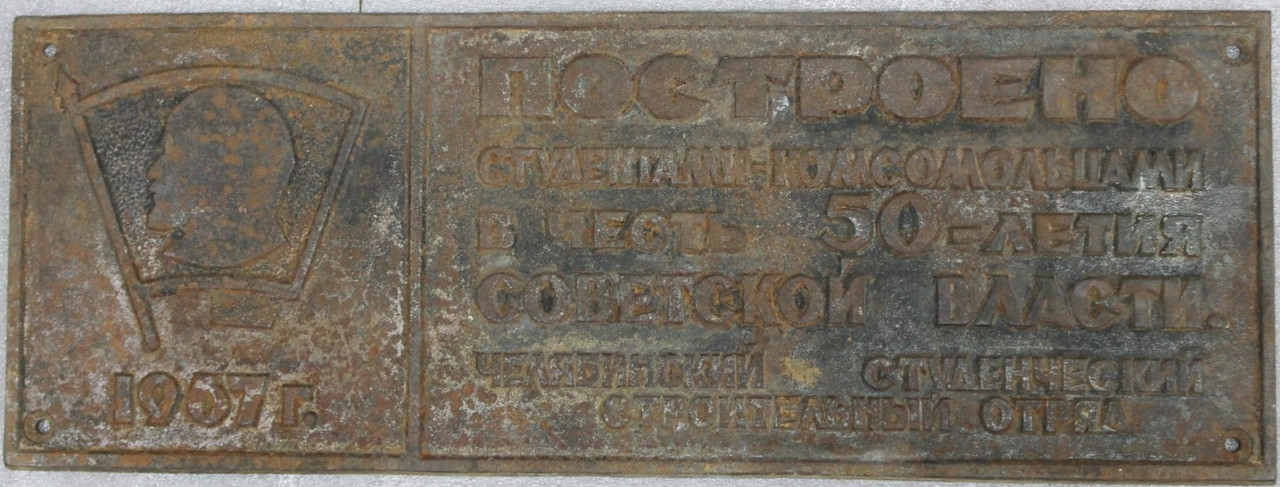 1967 г.
ПОСТРОЕНО
СТУДЕНТАМИ-КОМСОМОЛЬЦАМИ
В ЧЕСТЬ 50-ЛЕТИЯ
СОВЕТСКОЙ ВЛАСТИ.
ЧЕЛЯБИНСКИЙ СТУДЕНЧЕСКИЙ
СТРОИТЕЛЬНЫЙ ОТРЯД